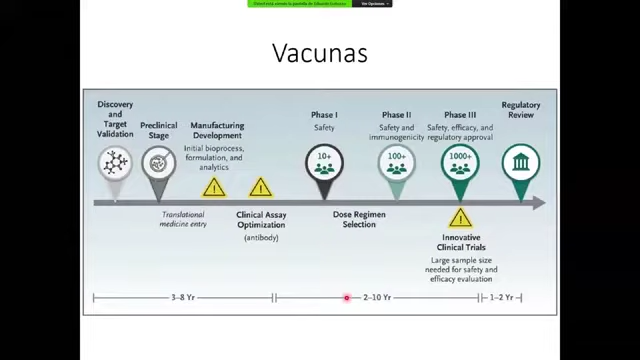 Ver Opciones
Vacunas
Discovery
and
Target
Validation
Preclinical
Stage
Manufacturing
Development
Initial bioprocess,
formulation, and
analytics
Phase I
Safety
Phase II
Safety and
immunogenicity
Phase III
Safety, efficacy, and
regulatory approval
Regulatory
Review
10+
100+
1000+
Translational
medicine entry
Clinical Assay
Optimization
(antibody)
Dose Regimen
Selection
Innovative
Clinical Trials
Large sample size
needed for safety and
efficacy evaluation
3–8 Yr
2–10 Yr
1–2 Yr